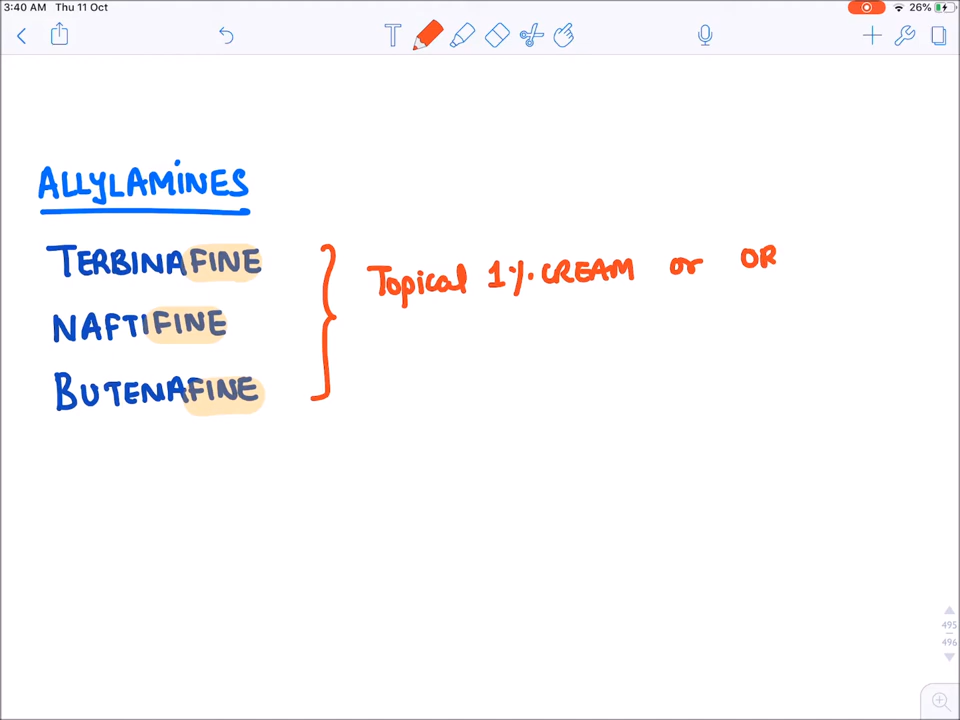 3:40 AM Thu 11 Oct
26%
T
ALLYLAMINES
TERBINAFINE
Topical 1%. CREAM or OR
NAFTIFINE
BUTENAFINE
495
496